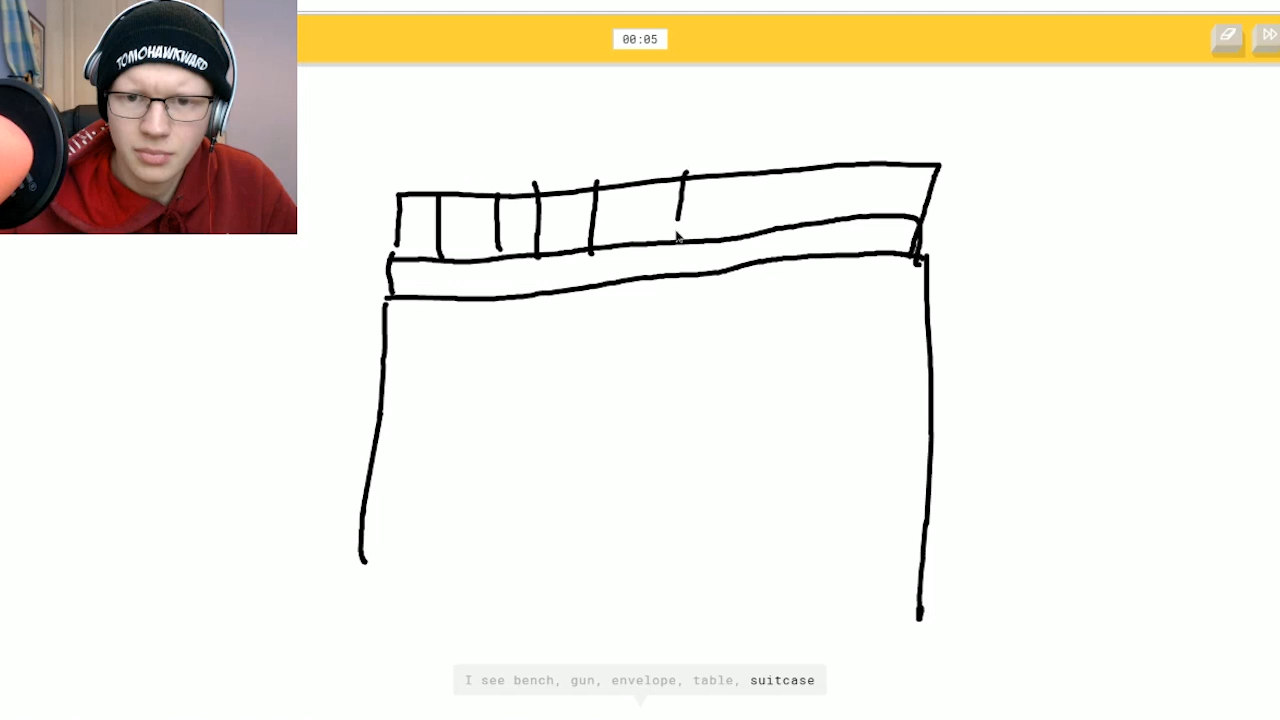 TOMOHAWKWARD
00:05
I see bench, gun, envelope, table, suitcase